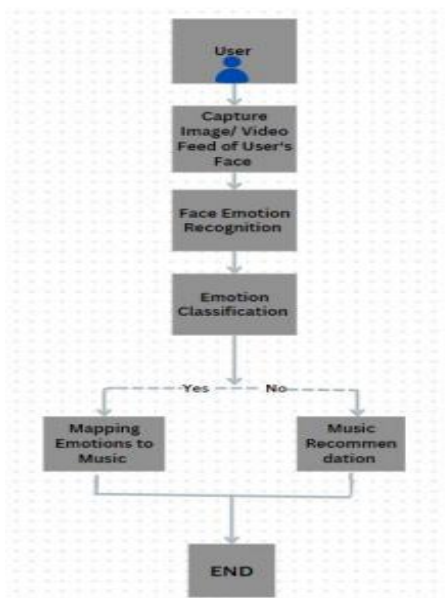 User
Capture
Image/ Video
Feed of User's
Face
Face Emotion
Recognition
Emotion
Classification
Yes No
Mapping
Emotions to
Music
Music
Recommen
dation
END